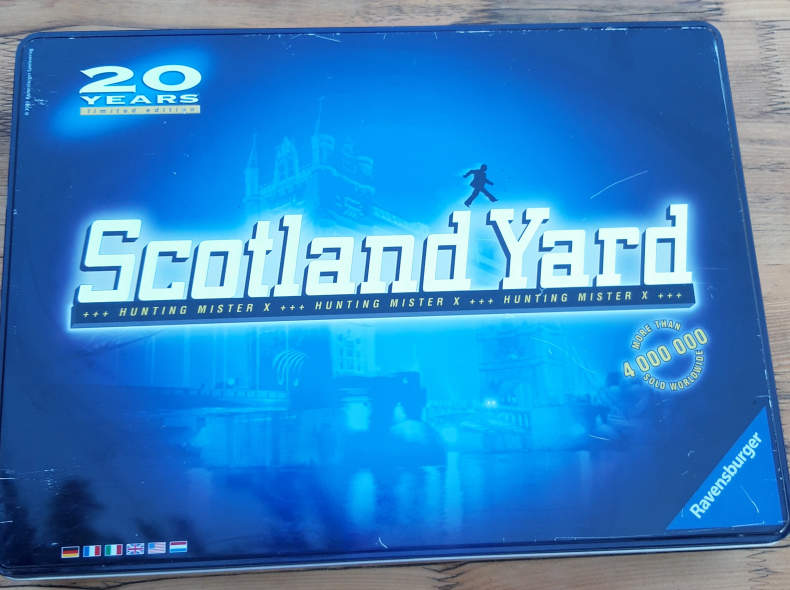 20
YEARS
limited edition
Scotland Yard
+++ HUNTING MISTER X +++ HUNTING MISTER X +++ HUNTING MISTER X +++
MORE THAN
4 000 000
SOLD WORLDWIDE
Ravensburger